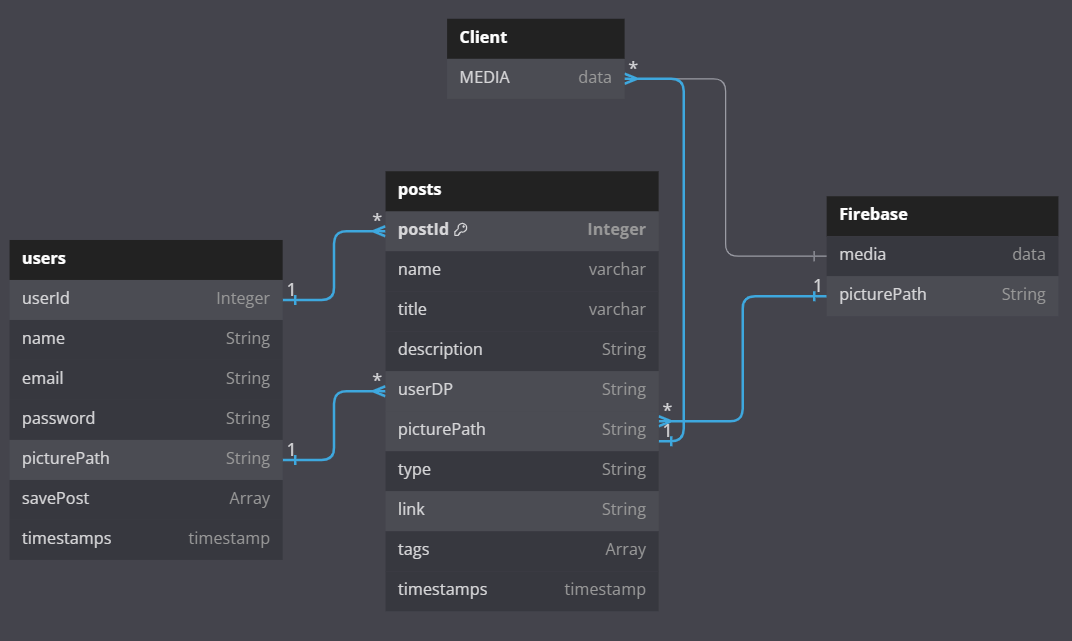 Client
MEDIA data
*
posts
* postId Integer
name varchar
title varchar
description String
* userDP String
picturePath String
type String
link String
tags Array
timestamps timestamp
users
userId Integer 1
name String
email String
password String
picturePath String 1
savePost Array
timestamps timestamp
Firebase
media data
1 picturePath String
*
1